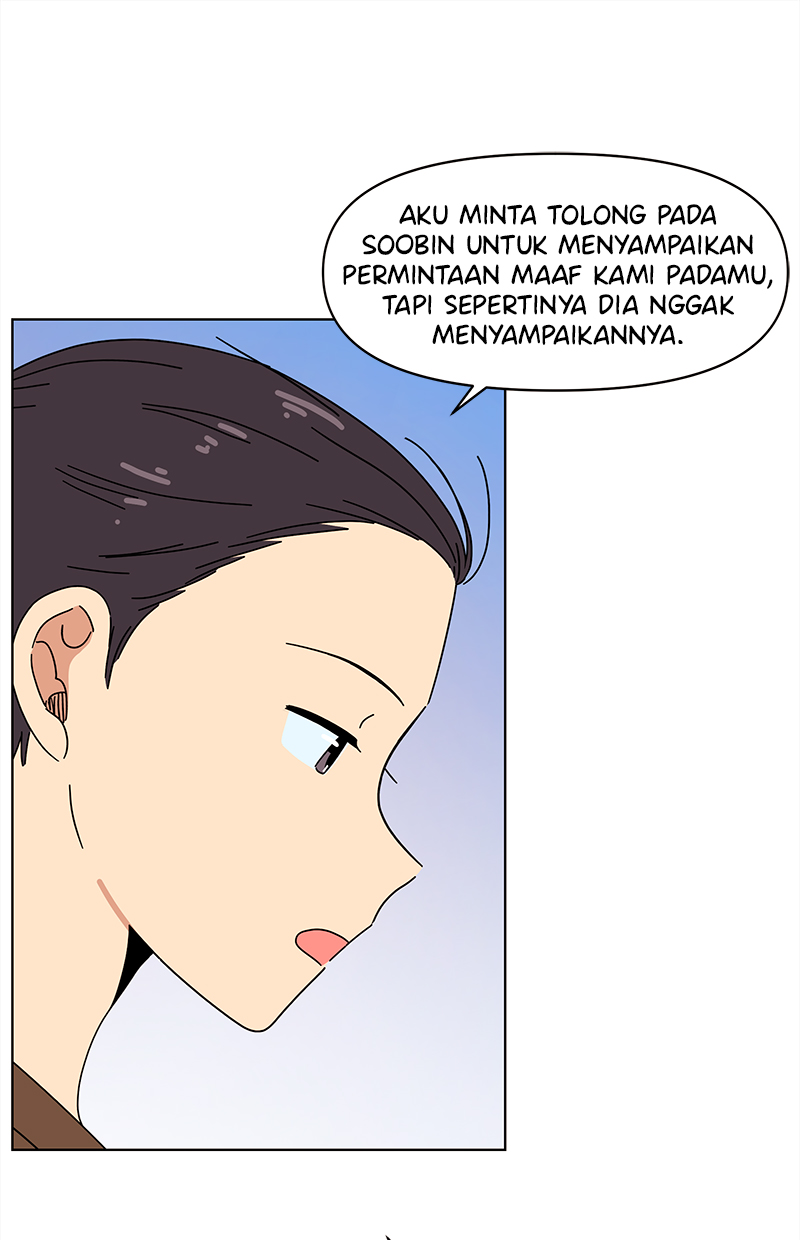 AKU MINTA TOLONG PADA
SOOBIN UNTUK MENYAMPAIKAN
PERMINTAAN MAAF KAMI PADAMU,
TAPI SEPERTINYA DIA NGGAK
MENYAMPAIKANNYA.